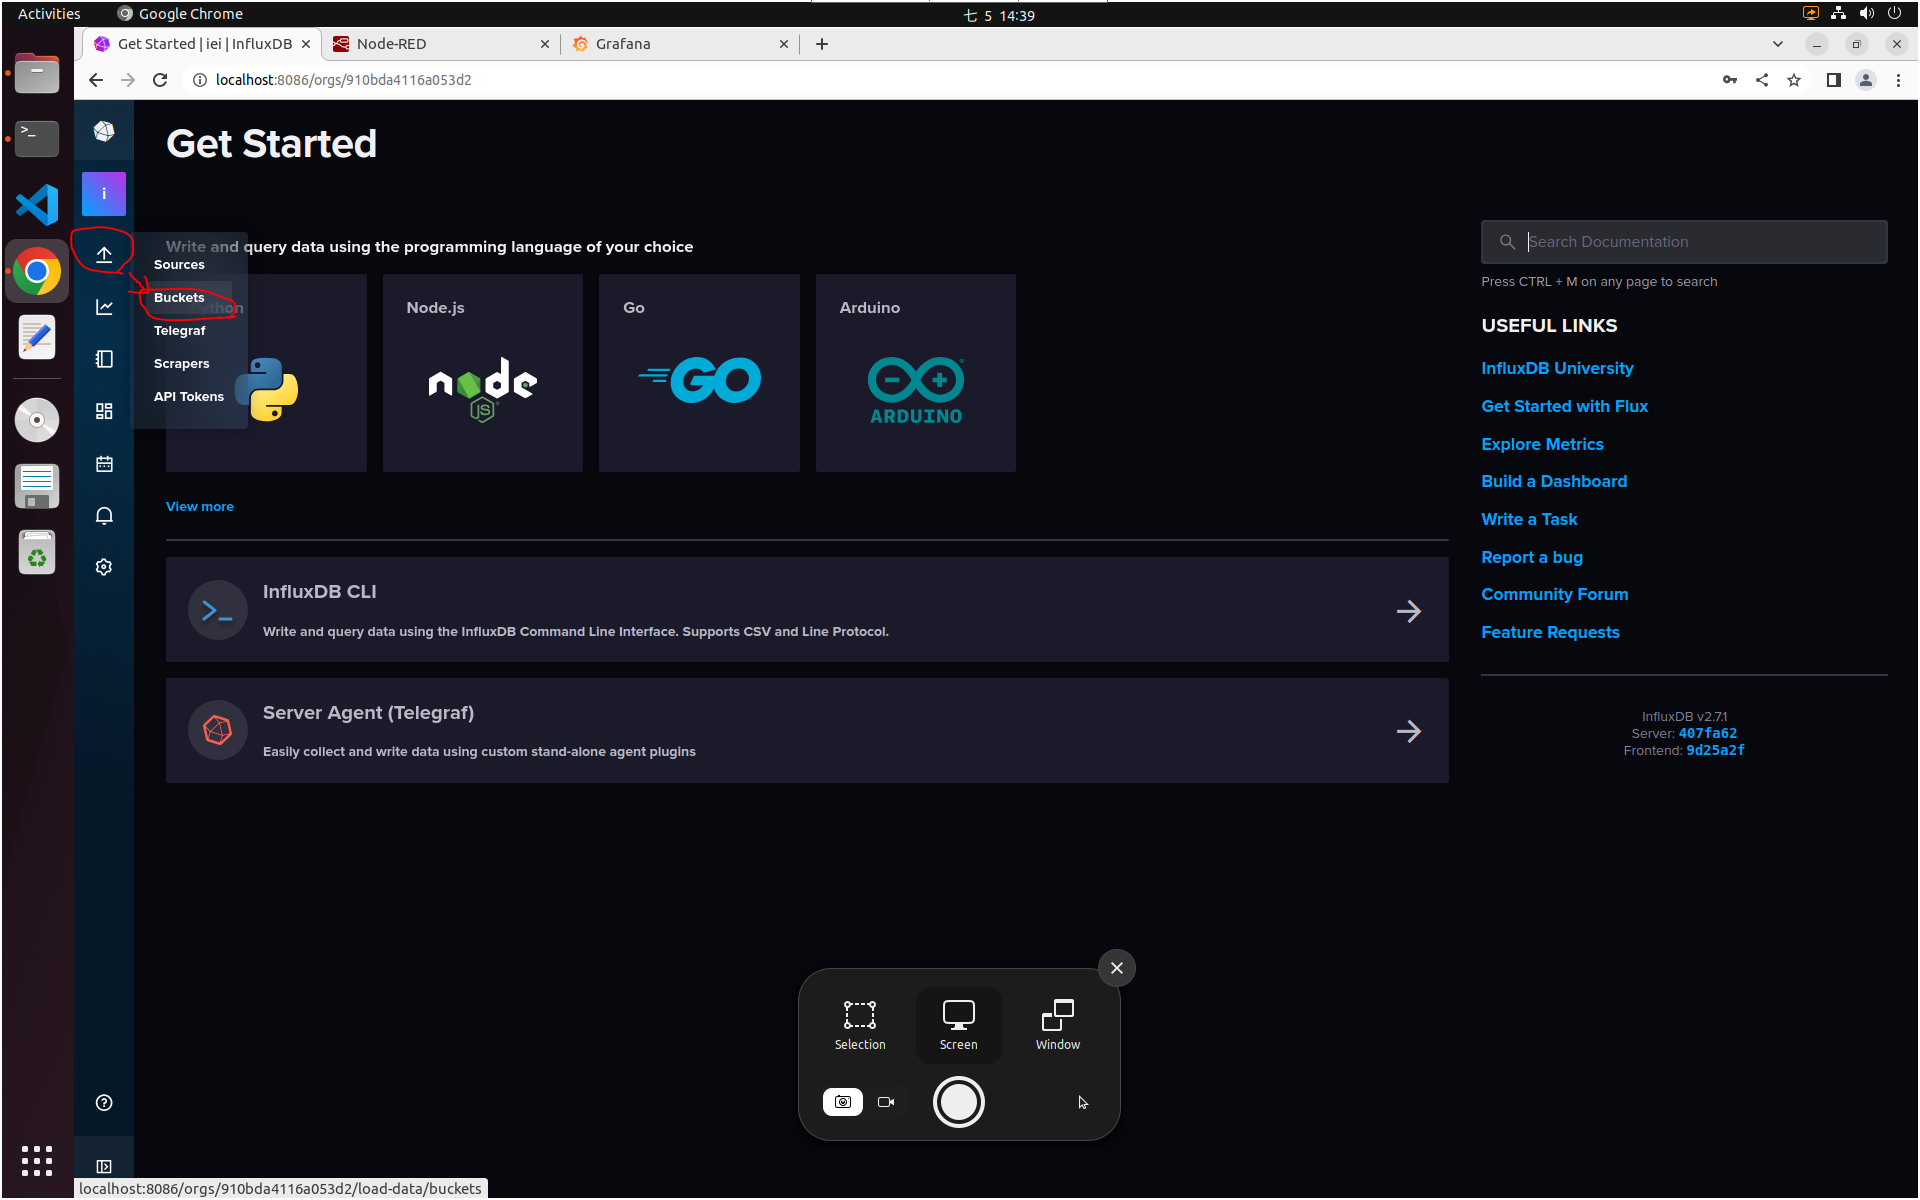 Activities
Google Chrome
七 5 14:39
Get Started | iei | InfluxDB
Node-RED
Grafana
localhost:8086/orgs/910bda4116a053d2
Get Started
i
Write and query data using the programming language of your choice
Sources
Buckets
Telegraf
Scrapers
API Tokens
Python
Node.js
Go
Arduino
node
JS
GO
ARDUINO
View more
InfluxDB CLI
Write and query data using the InfluxDB Command Line Interface. Supports CSV and Line Protocol.
Server Agent (Telegraf)
Easily collect and write data using custom stand-alone agent plugins
Search Documentation
Press CTRL + M on any page to search
USEFUL LINKS
InfluxDB University
Get Started with Flux
Explore Metrics
Build a Dashboard
Write a Task
Report a bug
Community Forum
Feature Requests
InfluxDB v2.7.1
Server: 407fa62
Frontend: 9d25a2f
Selection
Screen
Window
localhost:8086/orgs/910bda4116a053d2/load-data/buckets